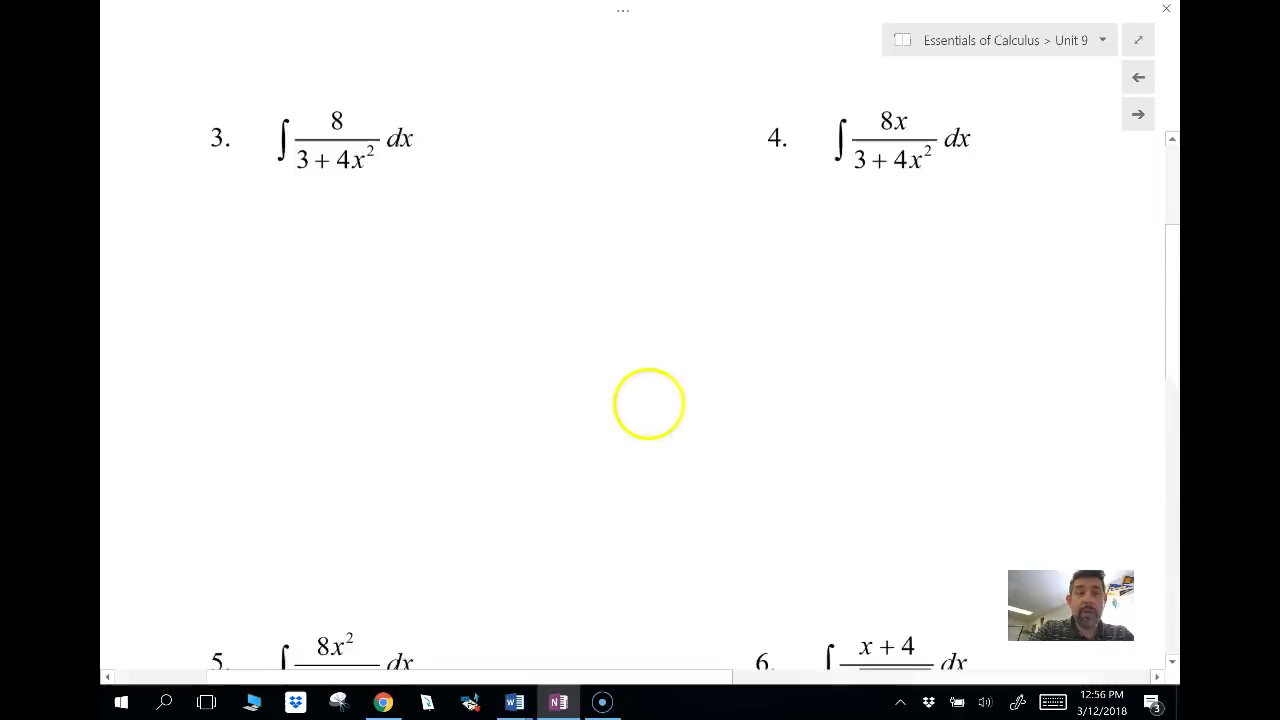 ...
Essentials of Calculus > Unit 9
3. ∫ 8 / (3 + 4x²) dx
4. ∫ 8x / (3 + 4x²) dx
5. ∫ 8x² dx
6. ∫ x + 4 dx
12:56 PM
3/12/2018
3